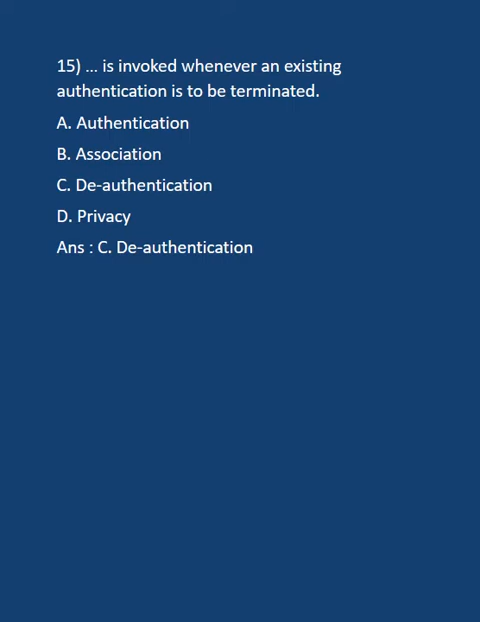 15) ... is invoked whenever an existing
authentication is to be terminated.
A. Authentication
B. Association
C. De-authentication
D. Privacy
Ans : C. De-authentication